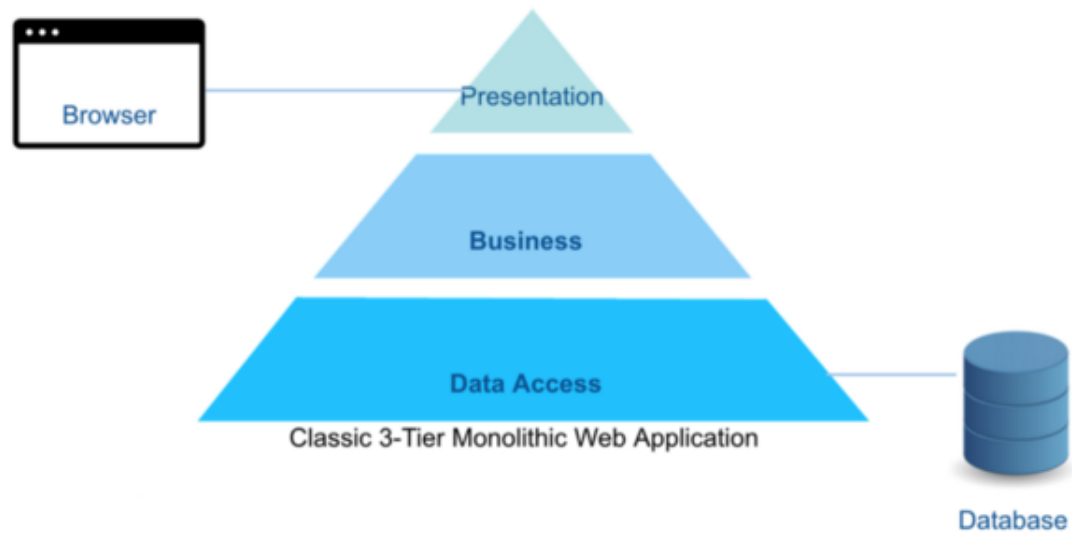 Browser
Presentation
Business
Data Access
Classic 3-Tier Monolithic Web Application
Database